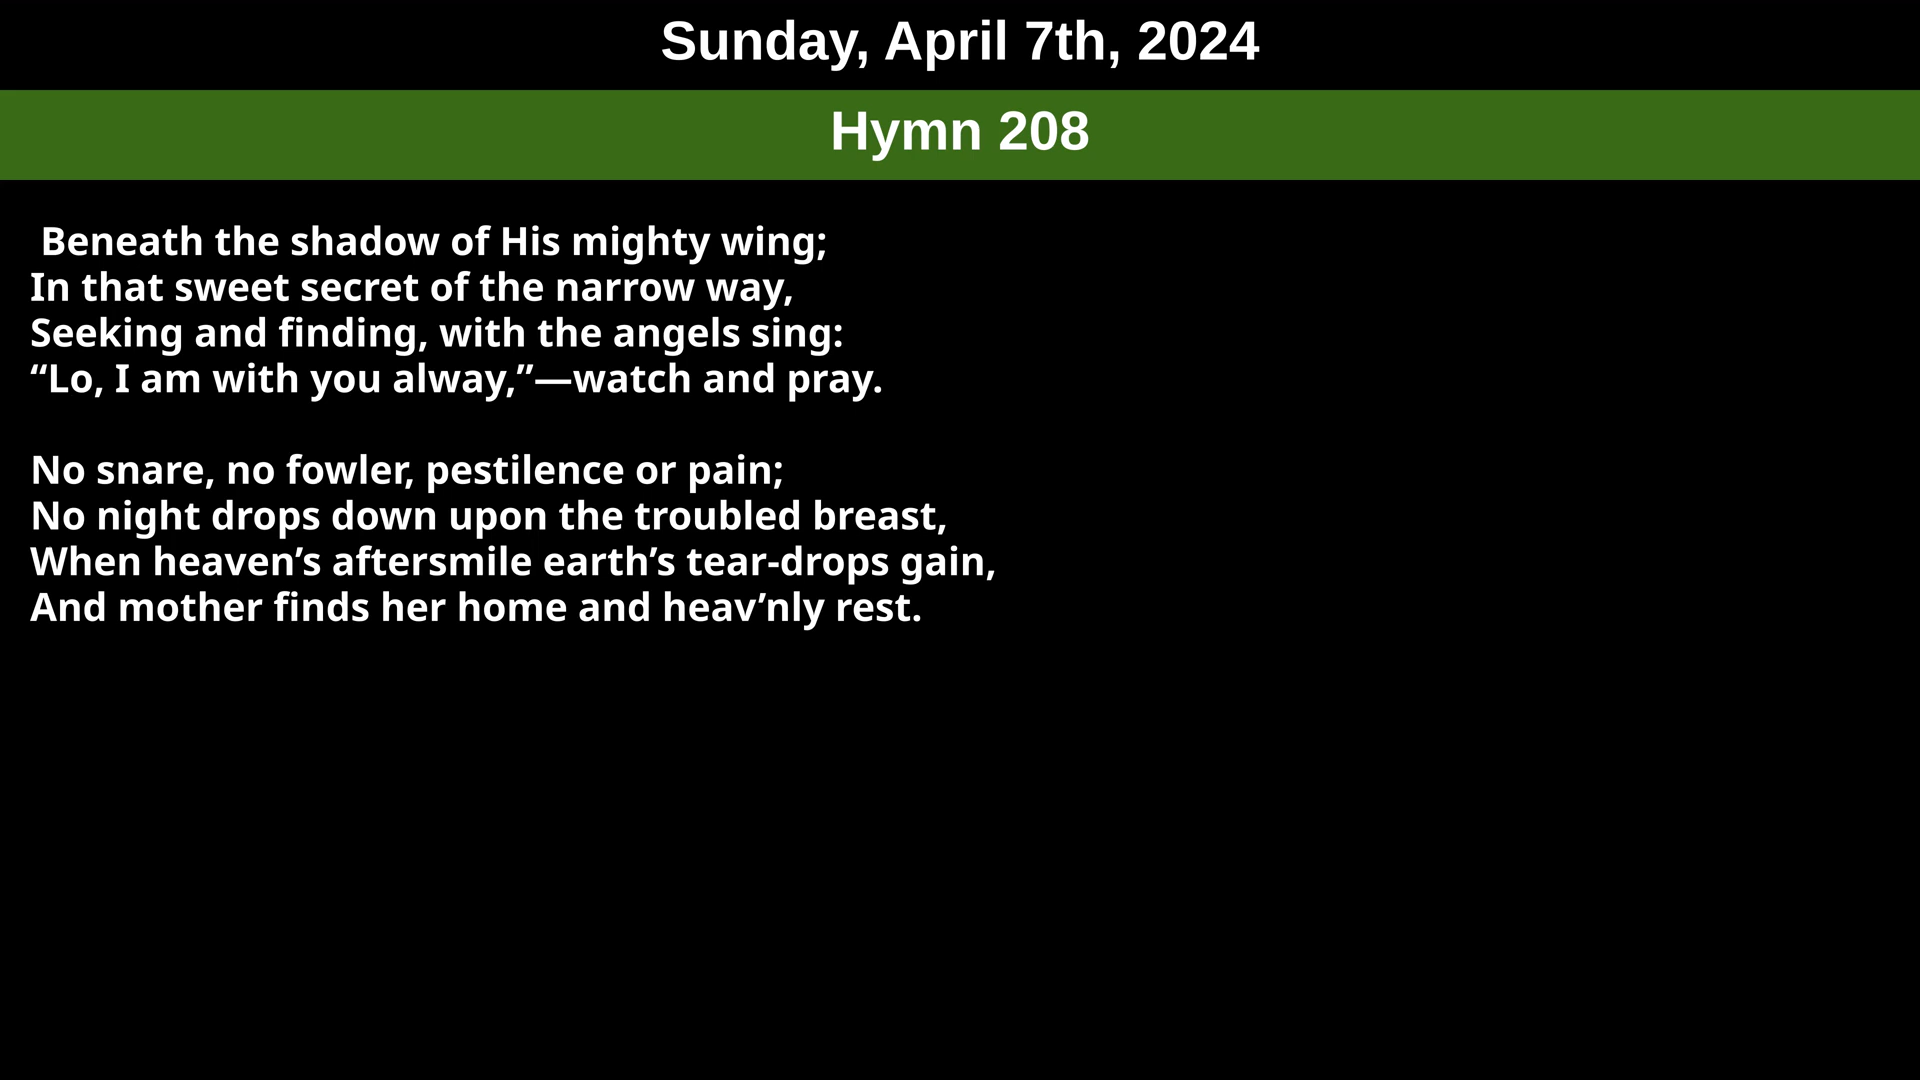 Sunday, April 7th, 2024
Hymn 208
Beneath the shadow of His mighty wing;
In that sweet secret of the narrow way,
Seeking and finding, with the angels sing:
“Lo, I am with you alway,”—watch and pray.
No snare, no fowler, pestilence or pain;
No night drops down upon the troubled breast,
When heaven’s aftersmile earth’s tear-drops gain,
And mother finds her home and heav’nly rest.